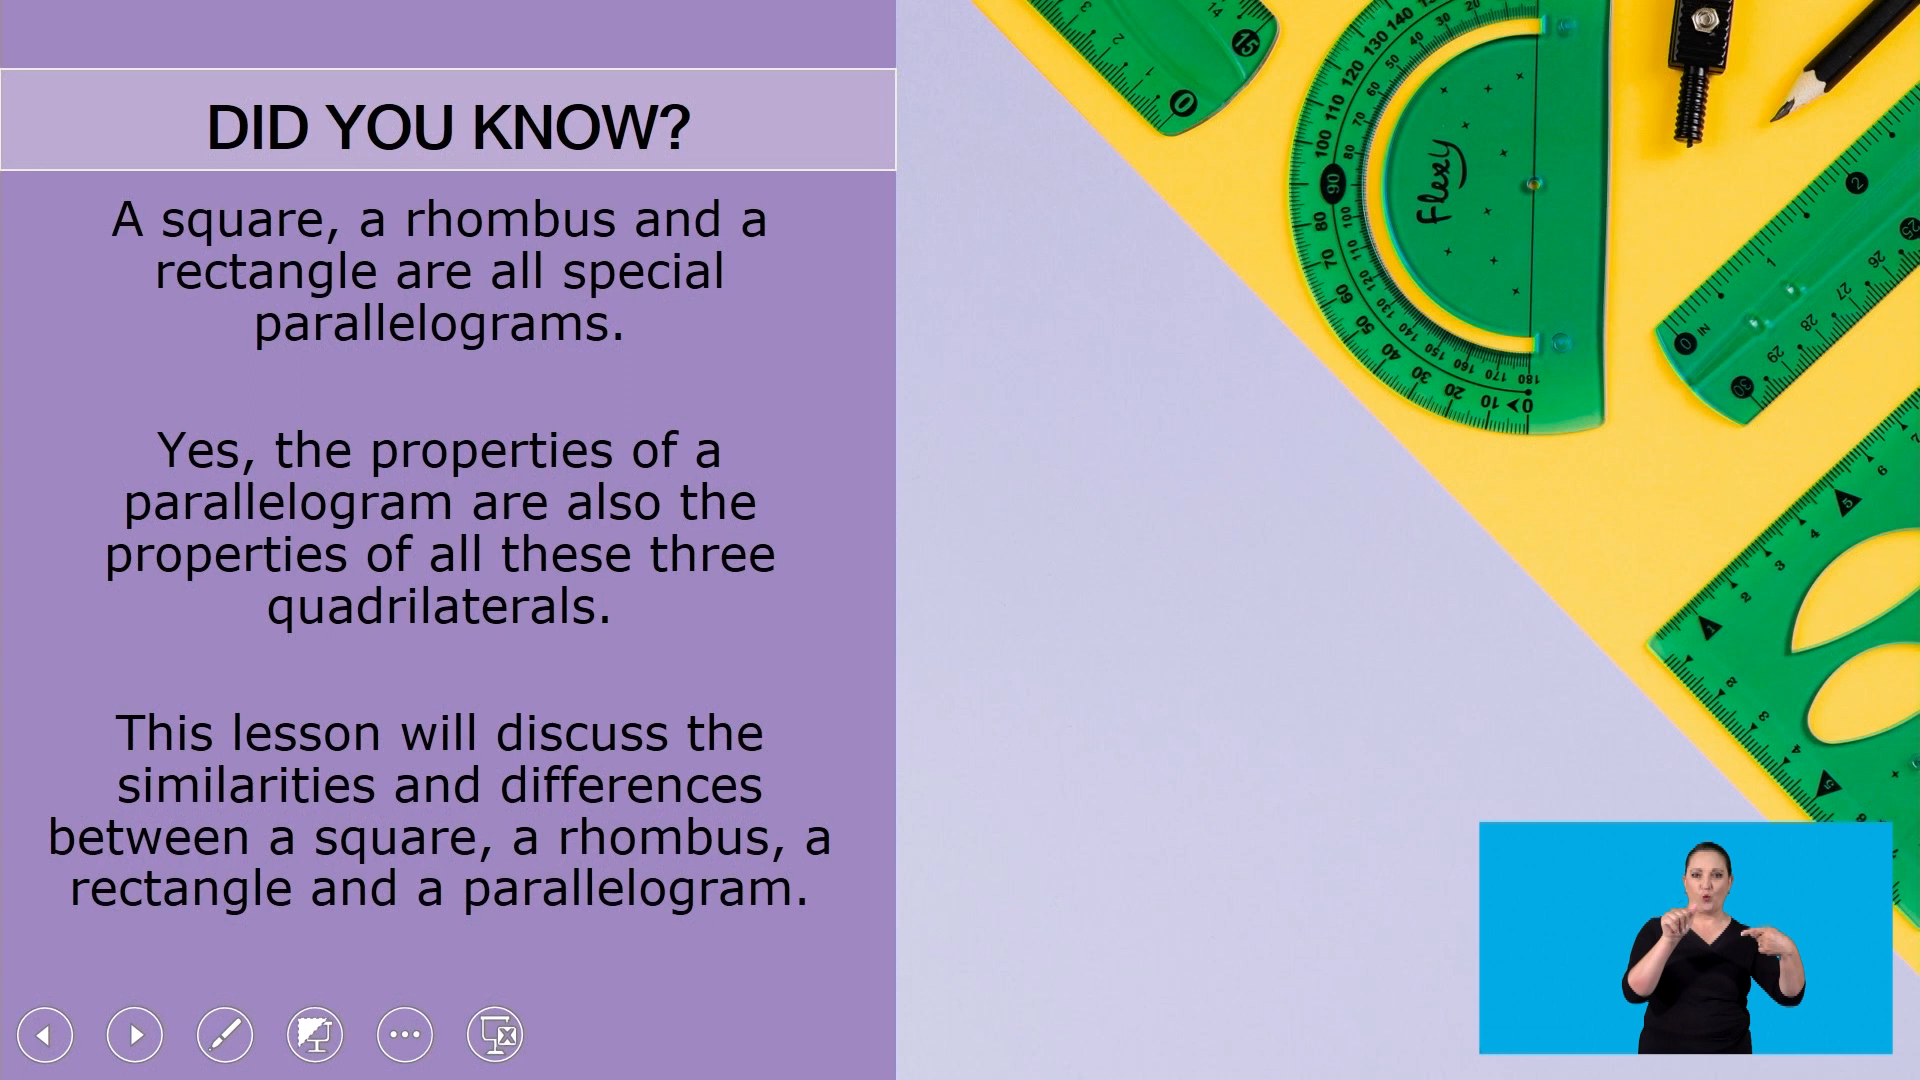 DID YOU KNOW?
A square, a rhombus and a
rectangle are all special
parallelograms.
Yes, the properties of a
parallelogram are also the
properties of all these three
quadrilaterals.
This lesson will discuss the
similarities and differences
between a square, a rhombus, a
rectangle and a parallelogram.
flexy